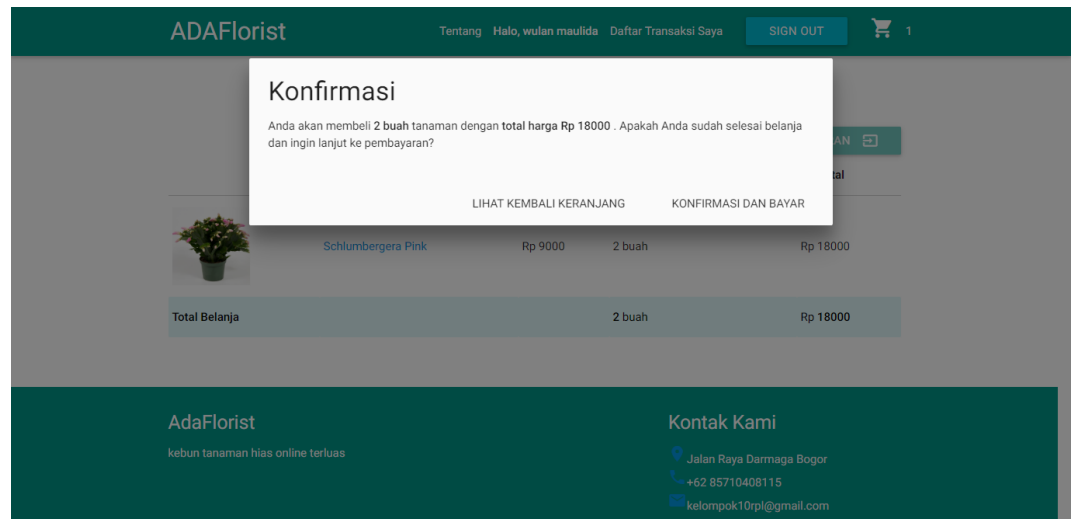 ADAFlorist
Tentang Halo, wulan maulida Daftar Transaksi Saya SIGN OUT 1
Konfirmasi
Anda akan membeli 2 buah tanaman dengan total harga Rp 18000 . Apakah Anda sudah selesai belanja
dan ingin lanjut ke pembayaran?
LIHAT KEMBALI KERANJANG KONFIRMASI DAN BAYAR
AN
tal
Schlumbergera Pink Rp 9000 2 buah Rp 18000
Total Belanja 2 buah Rp 18000
AdaFlorist
kebun tanaman hias online terluas
Kontak Kami
Jalan Raya Darmaga Bogor
+62 85710408115
kelompok10rpl@gmail.com